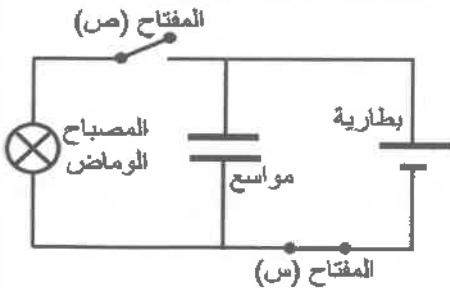 المفتاح (ص)
المصباح
الوماض
مواسع
بطارية
المفتاح (س)